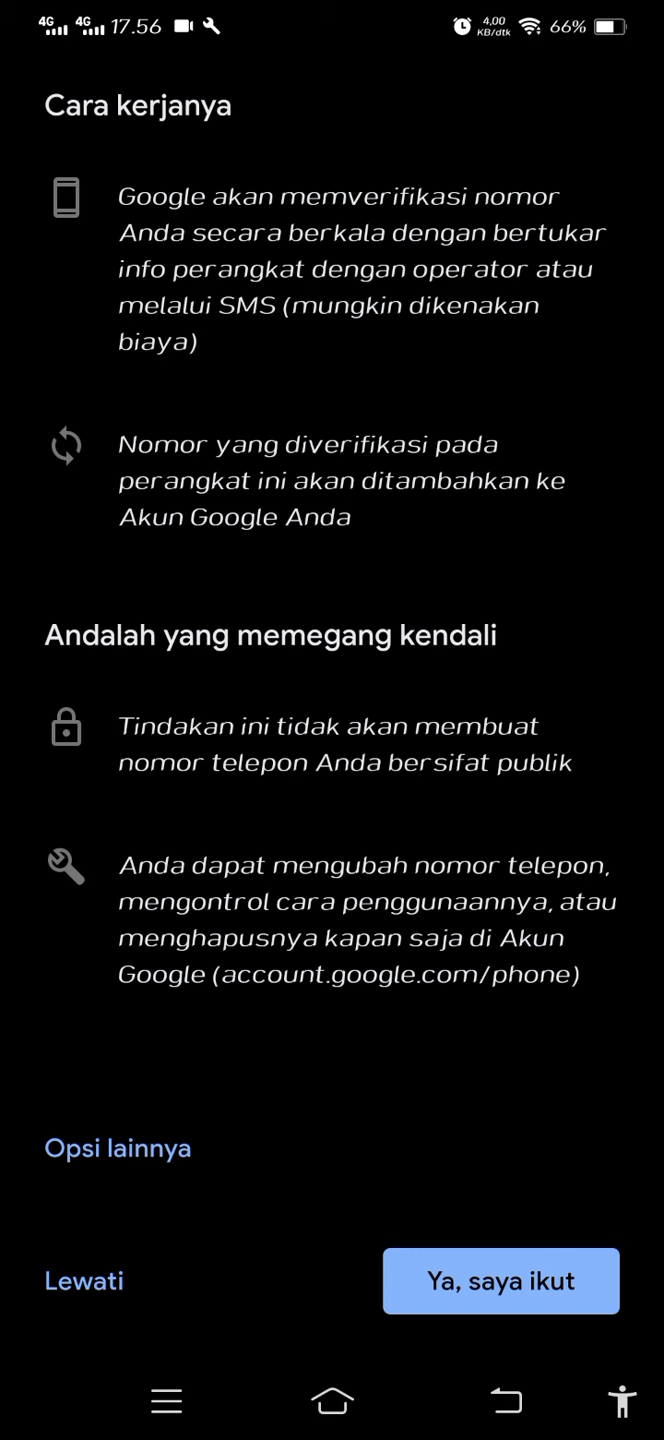 4G 4G 17.56 4,00 KB/dtk 66%
Cara kerjanya
Google akan memverifikasi nomor
Anda secara berkala dengan bertukar
info perangkat dengan operator atau
melalui SMS (mungkin dikenakan
biaya)
Nomor yang diverifikasi pada
perangkat ini akan ditambahkan ke
Akun Google Anda
Andalah yang memegang kendali
Tindakan ini tidak akan membuat
nomor telepon Anda bersifat publik
Anda dapat mengubah nomor telepon,
mengontrol cara penggunaannya, atau
menghapusnya kapan saja di Akun
Google (account.google.com/phone)
Opsi lainnya
Lewati Ya, saya ikut